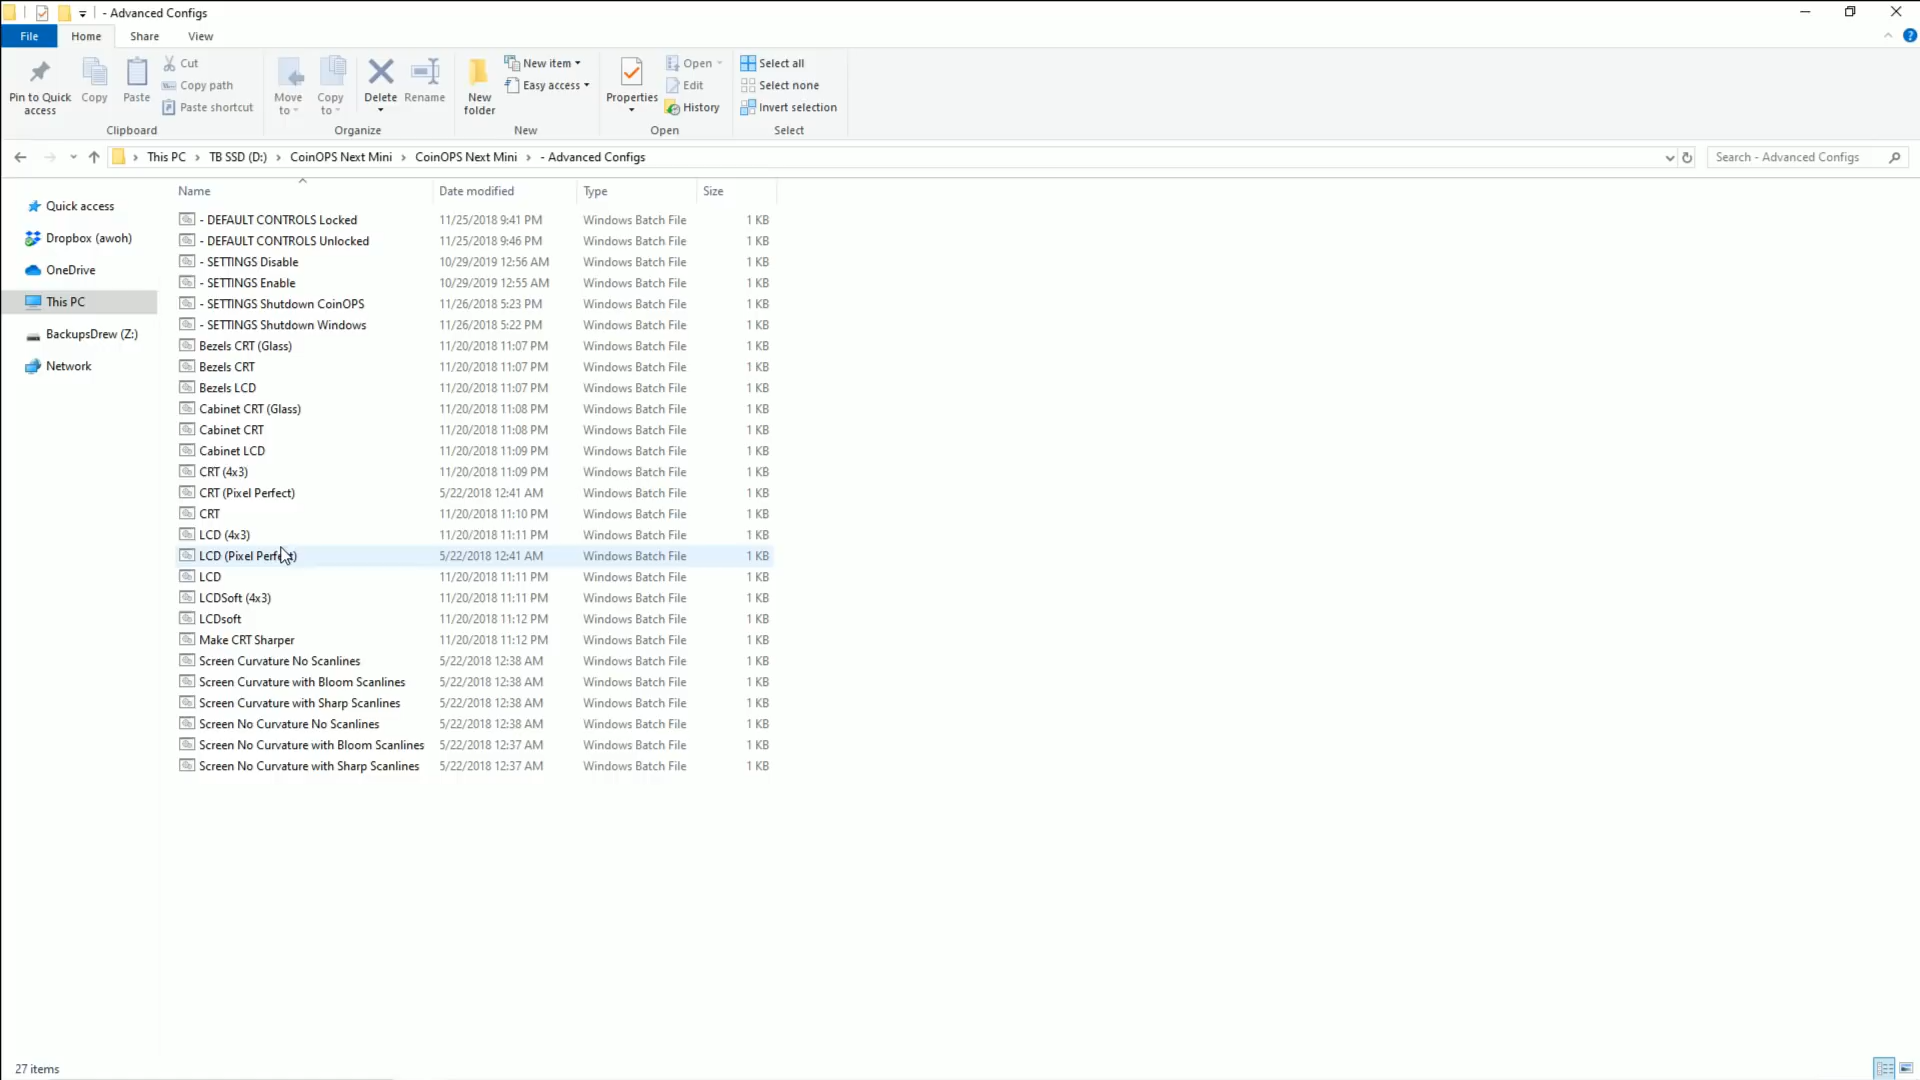 - Advanced Configs
File Home Share View
Pin to Quick access
Copy
Paste
Cut
Copy path
Paste shortcut
Clipboard
Move to
Copy to
Delete
Rename
Organize
New folder
New item
Easy access
New
Properties
Open
Edit
History
Open
Select all
Select none
Invert selection
Select
This PC TB SSD (D:) CoinOPS Next Mini CoinOPS Next Mini - Advanced Configs
Search - Advanced Configs
Quick access
Dropbox (awoh)
OneDrive
This PC
BackupsDrew (Z:)
Network
Name Date modified Type Size
- DEFAULT CONTROLS Locked 11/25/2018 9:41 PM Windows Batch File 1 KB
- DEFAULT CONTROLS Unlocked 11/25/2018 9:46 PM Windows Batch File 1 KB
- SETTINGS Disable 10/29/2019 12:56 AM Windows Batch File 1 KB
- SETTINGS Enable 10/29/2019 12:55 AM Windows Batch File 1 KB
- SETTINGS Shutdown CoinOPS 11/26/2018 5:23 PM Windows Batch File 1 KB
- SETTINGS Shutdown Windows 11/26/2018 5:22 PM Windows Batch File 1 KB
Bezels CRT (Glass) 11/20/2018 11:07 PM Windows Batch File 1 KB
Bezels CRT 11/20/2018 11:07 PM Windows Batch File 1 KB
Bezels LCD 11/20/2018 11:07 PM Windows Batch File 1 KB
Cabinet CRT (Glass) 11/20/2018 11:08 PM Windows Batch File 1 KB
Cabinet CRT 11/20/2018 11:08 PM Windows Batch File 1 KB
Cabinet LCD 11/20/2018 11:09 PM Windows Batch File 1 KB
CRT (4x3) 11/20/2018 11:09 PM Windows Batch File 1 KB
CRT (Pixel Perfect) 5/22/2018 12:41 AM Windows Batch File 1 KB
CRT 11/20/2018 11:10 PM Windows Batch File 1 KB
LCD (4x3) 11/20/2018 11:11 PM Windows Batch File 1 KB
LCD (Pixel Perfect) 5/22/2018 12:41 AM Windows Batch File 1 KB
LCD 11/20/2018 11:11 PM Windows Batch File 1 KB
LCDSoft (4x3) 11/20/2018 11:11 PM Windows Batch File 1 KB
LCDsoft 11/20/2018 11:12 PM Windows Batch File 1 KB
Make CRT Sharper 11/20/2018 11:12 PM Windows Batch File 1 KB
Screen Curvature No Scanlines 5/22/2018 12:38 AM Windows Batch File 1 KB
Screen Curvature with Bloom Scanlines 5/22/2018 12:38 AM Windows Batch File 1 KB
Screen Curvature with Sharp Scanlines 5/22/2018 12:38 AM Windows Batch File 1 KB
Screen No Curvature No Scanlines 5/22/2018 12:38 AM Windows Batch File 1 KB
Screen No Curvature with Bloom Scanlines 5/22/2018 12:37 AM Windows Batch File 1 KB
Screen No Curvature with Sharp Scanlines 5/22/2018 12:37 AM Windows Batch File 1 KB
27 items